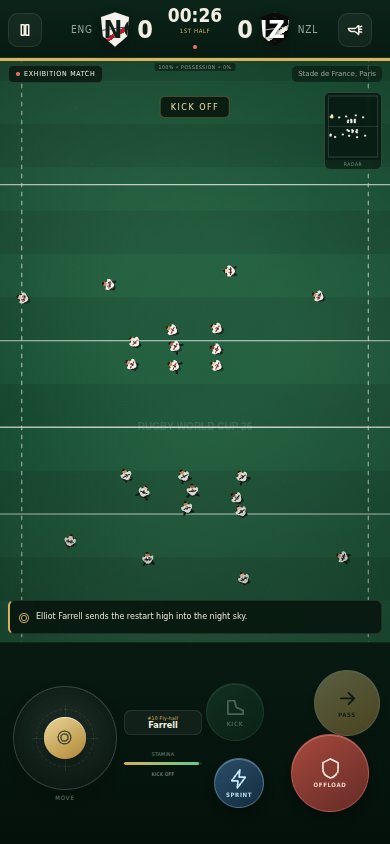 ENG
N
0
00:26
1ST HALF
0
NZ
NZL
EXHIBITION MATCH
100% • POSSESSION • 0%
Stade de France, Paris
KICK OFF
RADAR
RUGBY WORLD CUP 26
Elliot Farrell sends the restart high into the night sky.
#10 Fly-half
Farrell
STAMINA
KICK OFF
MOVE
KICK
PASS
SPRINT
OFFLOAD